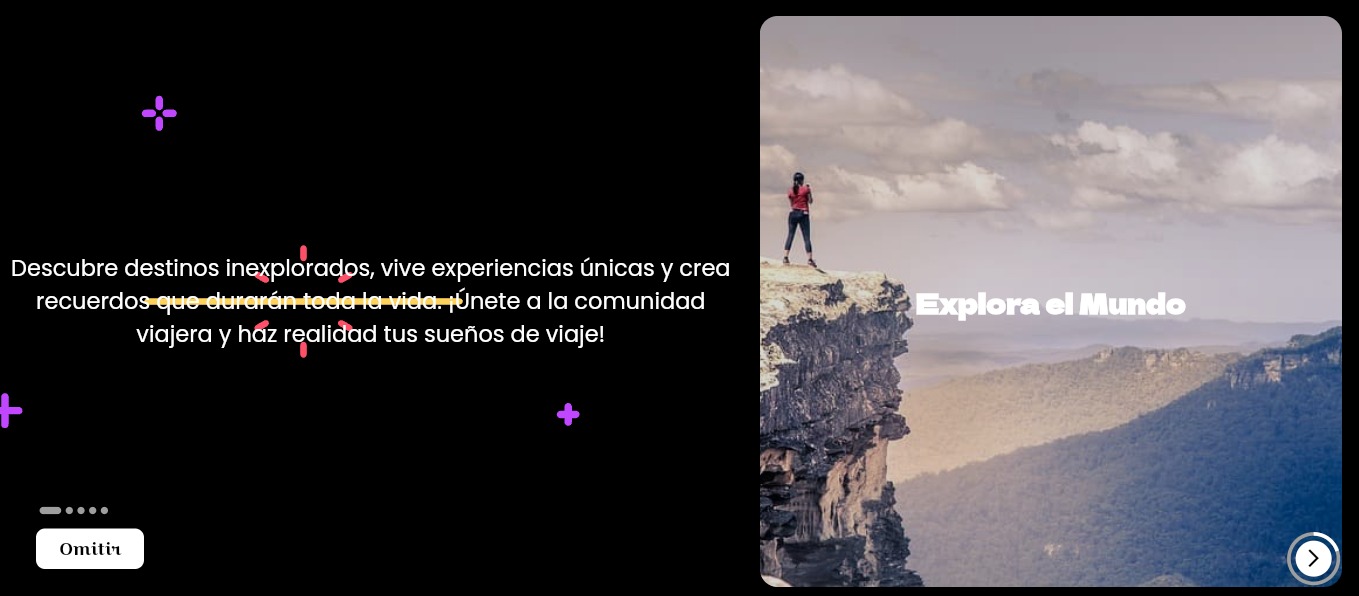 Descubre destinos inexplorados, vive experiencias únicas y crea
recuerdos que durarán toda la vida. ¡Únete a la comunidad
viajera y haz realidad tus sueños de viaje!
Omitir
Explora el Mundo